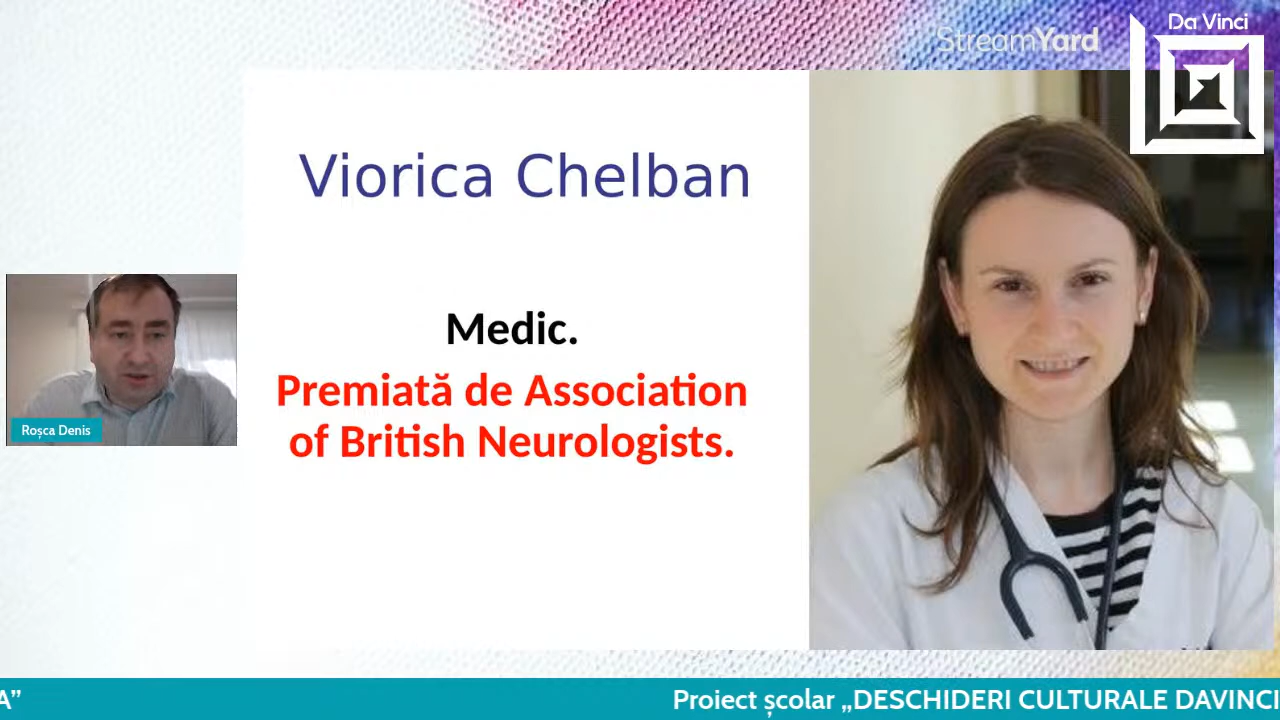 StreamYard
Da Vinci
Viorica Chelban
Medic.
Premiată de Association
of British Neurologists.
Roșca Denis
A”
Proiect școlar „DESCHIDERI CULTURALE DAVINCI